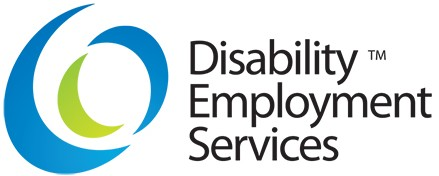 Disability ™
Employment
Services